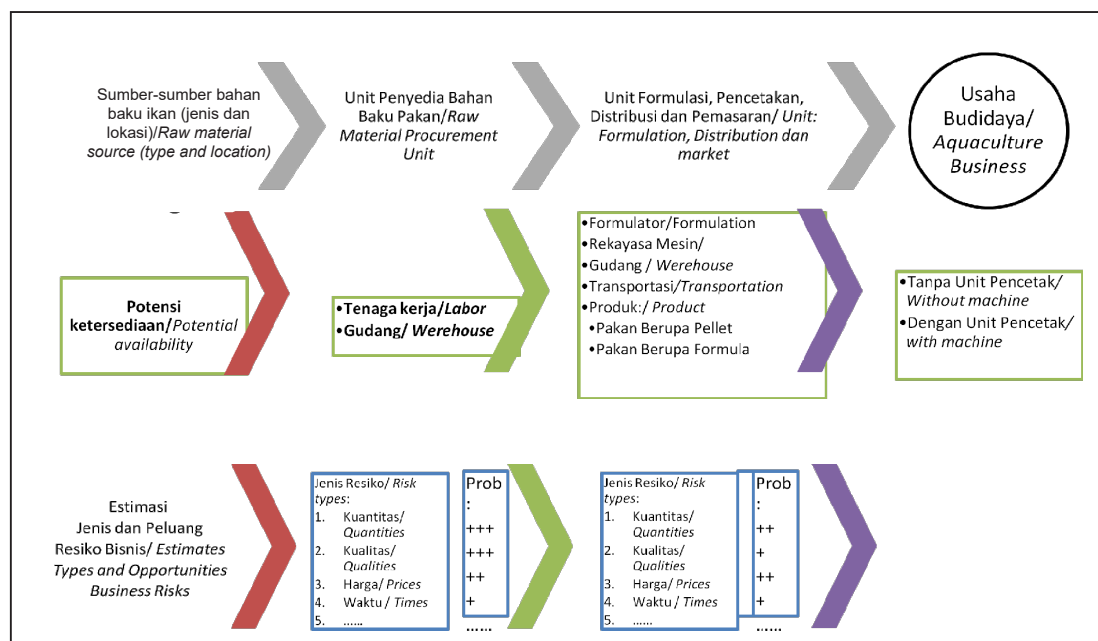 Sumber-sumber bahan
baku ikan (jenis dan
lokasi)/Raw material
source (type and location)
Unit Penyedia Bahan
Baku Pakan/Raw
Material Procurement
Unit
Unit Formulasi, Pencetakan,
Distribusi dan Pemasaran/ Unit:
Formulation, Distribution dan
market
Usaha
Budidaya/
Aquaculture
Business
Potensi
ketersediaan/Potential
availability
•Tenaga kerja/Labor
•Gudang/ Werehouse
•Formulator/Formulation
•Rekayasa Mesin/
•Gudang / Werehouse
•Transportasi/Transportation
•Produk:/ Product
•Pakan Berupa Pellet
•Pakan Berupa Formula
•Tanpa Unit Pencetak/
Without machine
•Dengan Unit Pencetak/
with machine
Estimasi
Jenis dan Peluang
Resiko Bisnis/ Estimates
Types and Opportunities
Business Risks
Jenis Resiko/ Risk
types:
1. Kuantitas/
Quantities
2. Kualitas/
Qualities
3. Harga/ Prices
4. Waktu / Times
5. ......
Prob
:
+++
+++
++
+
......
Jenis Resiko/ Risk
types:
1. Kuantitas/
Quantities
2. Kualitas/
Qualities
3. Harga/ Prices
4. Waktu / Times
5. ......
Prob
:
++
+
++
+
......